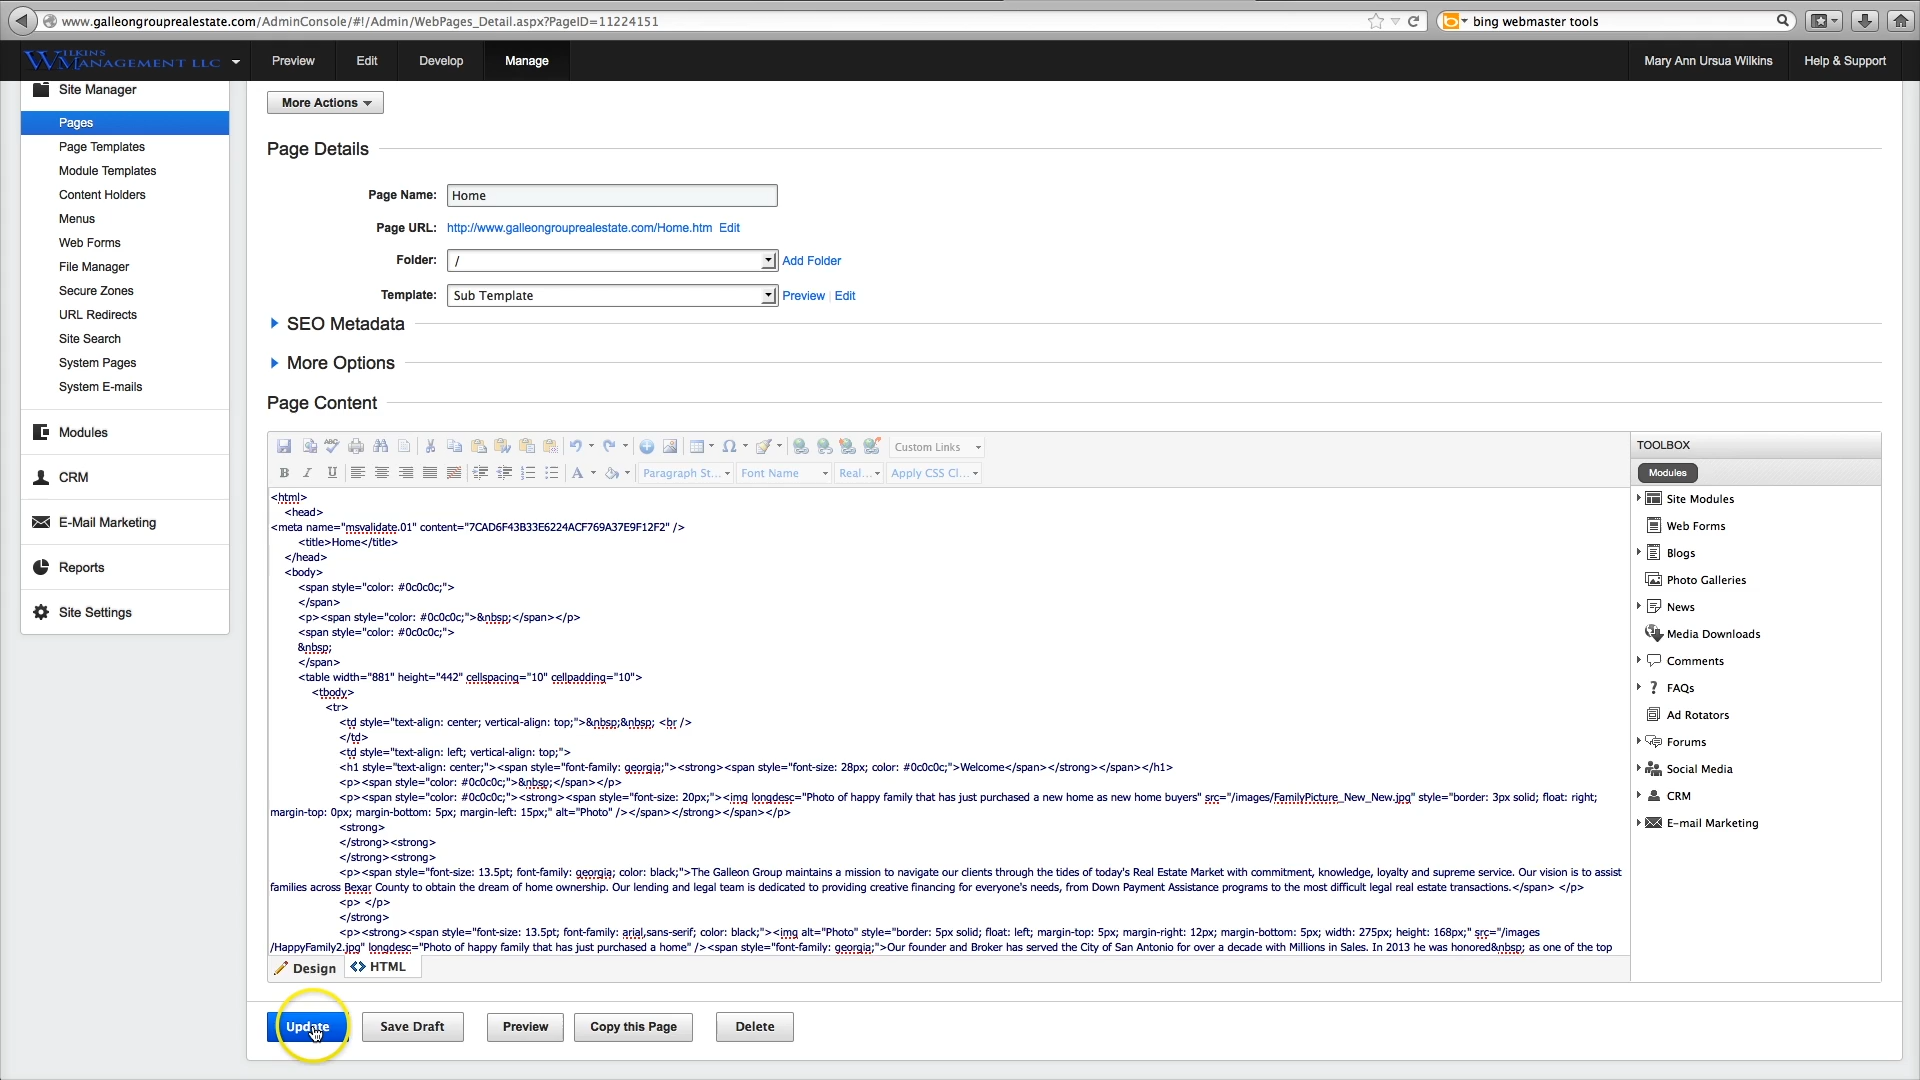 www.galleongrouprealestate.com/AdminConsole/#!/Admin/WebPages_Detail.aspx?PageID=11224151
bing webmaster tools
WILKINS MANAGEMENT LLC
Preview
Edit
Develop
Manage
Mary Ann Ursua Wilkins
Help & Support
Site Manager
Pages
Page Templates
Module Templates
Content Holders
Menus
Web Forms
File Manager
Secure Zones
URL Redirects
Site Search
System Pages
System E-mails
Modules
CRM
E-Mail Marketing
Reports
Site Settings
More Actions
Page Details
Page Name: Home
Page URL: http://www.galleongrouprealestate.com/Home.htm Edit
Folder: / Add Folder
Template: Sub Template Preview | Edit
SEO Metadata
More Options
Page Content
Custom Links
B I U A Paragraph St... Font Name Real... Apply CSS Cl...
<html>
<head>
<meta name="msvalidate.01" content="7CAD6F43B33E6224ACF769A37E9F12F2" />
<title>Home</title>
</head>
<body>
<span style="color: #0c0c0c;">
</span>
<p><span style="color: #0c0c0c;">&nbsp;</span></p>
<span style="color: #0c0c0c;">
&nbsp;
</span>
<table width="881" height="442" cellspacing="10" cellpadding="10">
<tbody>
<tr>
<td style="text-align: center; vertical-align: top;">&nbsp;&nbsp; <br />
</td>
<td style="text-align: left; vertical-align: top;">
<h1 style="text-align: center;"><span style="font-family: georgia;"><strong><span style="font-size: 28px; color: #0c0c0c;">Welcome</span></strong></span></h1>
<p><span style="color: #0c0c0c;">&nbsp;</span></p>
<p><span style="color: #0c0c0c;"><strong><span style="font-size: 20px;"><img longdesc="Photo of happy family that has just purchased a new home as new home buyers" src="/images/FamilyPicture_New_New.jpg" style="border: 3px solid; float: right;
margin-top: 0px; margin-bottom: 5px; margin-left: 15px;" alt="Photo" /></span></strong></span></p>
<strong>
</strong><strong>
</strong><strong>
<p><span style="font-size: 13.5pt; font-family: georgia; color: black;">The Galleon Group maintains a mission to navigate our clients through the tides of today's Real Estate Market with commitment, knowledge, loyalty and supreme service. Our vision is to assist
families across Bexar County to obtain the dream of home ownership. Our lending and legal team is dedicated to providing creative financing for everyone's needs, from Down Payment Assistance programs to the most difficult legal real estate transactions.</span> </p>
<p> </p>
</strong>
<p><strong><span style="font-size: 13.5pt; font-family: arial,sans-serif; color: black;"><img alt="Photo" style="border: 5px solid; float: left; margin-top: 5px; margin-right: 12px; margin-bottom: 5px; width: 275px; height: 168px;" src="/images
/HappyFamily2.jpg" longdesc="Photo of happy family that has just purchased a home" /><span style="font-family: georgia;">Our founder and Broker has served the City of San Antonio for over a decade with Millions in Sales. In 2013 he was honored&nbsp; as one of the top
Design
HTML
TOOLBOX
Modules
Site Modules
Web Forms
Blogs
Photo Galleries
News
Media Downloads
Comments
FAQs
Ad Rotators
Forums
Social Media
CRM
E-mail Marketing
Update
Save Draft
Preview
Copy this Page
Delete